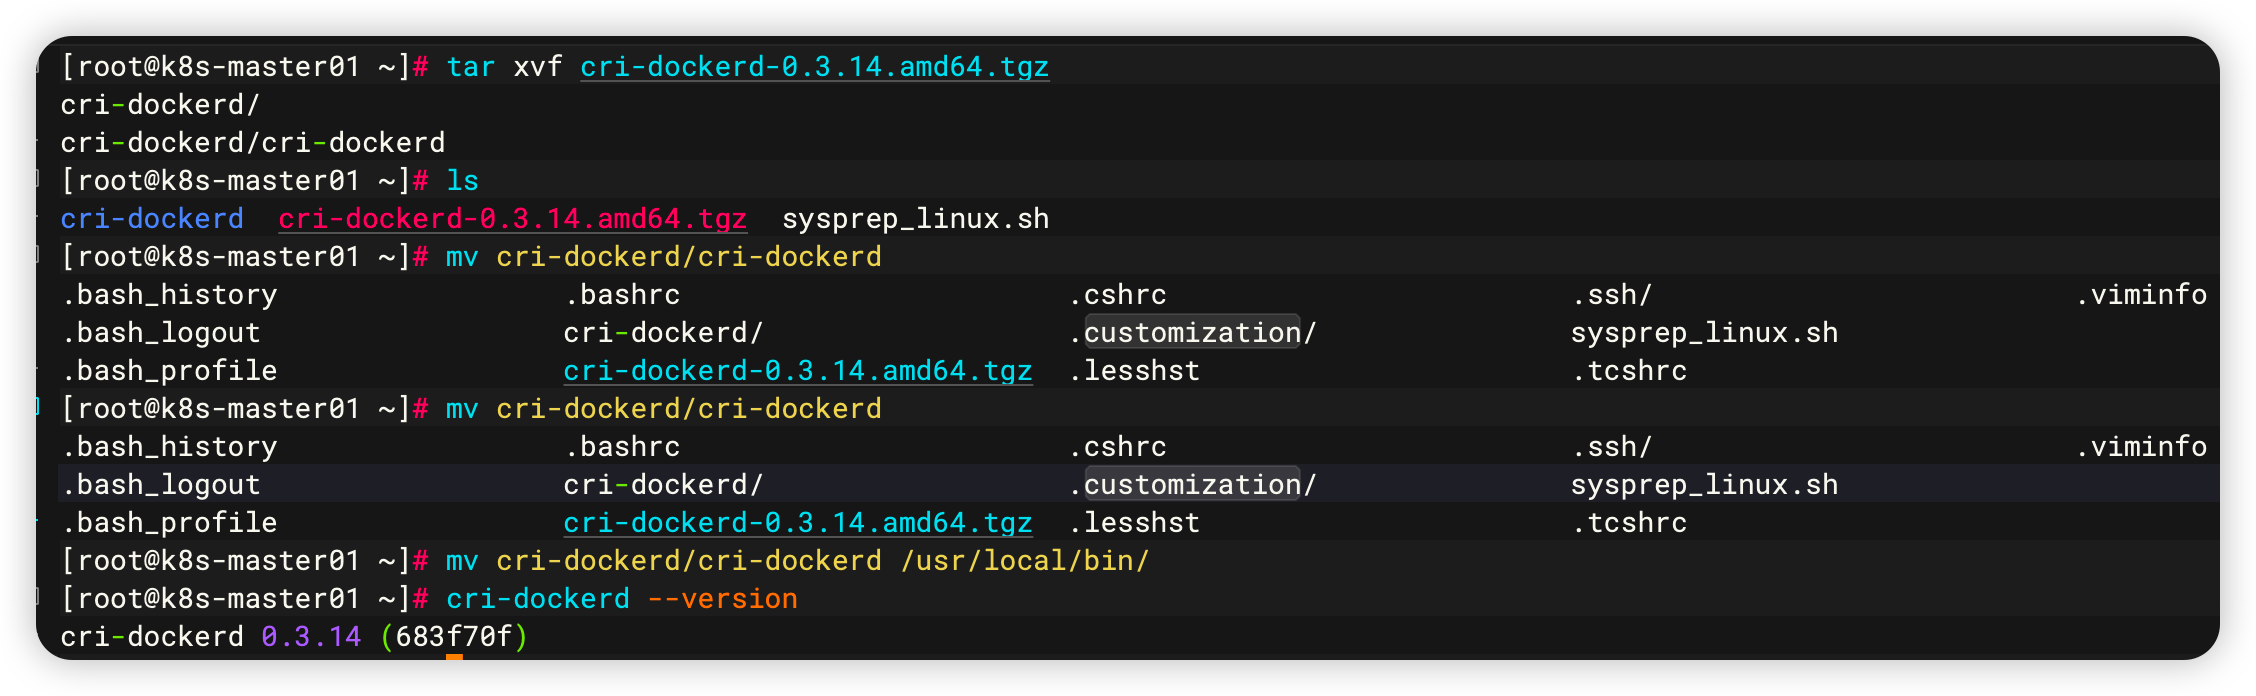 [root@k8s-master01 ~]# tar xvf cri-dockerd-0.3.14.amd64.tgz
cri-dockerd/
cri-dockerd/cri-dockerd
[root@k8s-master01 ~]# ls
cri-dockerd  cri-dockerd-0.3.14.amd64.tgz  sysprep_linux.sh
[root@k8s-master01 ~]# mv cri-dockerd/cri-dockerd
.bash_history                 .bashrc                       .cshrc                        .ssh/                         .viminfo
.bash_logout                  cri-dockerd/                  .customization/               sysprep_linux.sh
.bash_profile                 cri-dockerd-0.3.14.amd64.tgz  .lesshst                      .tcshrc
[root@k8s-master01 ~]# mv cri-dockerd/cri-dockerd
.bash_history                 .bashrc                       .cshrc                        .ssh/                         .viminfo
.bash_logout                  cri-dockerd/                  .customization/               sysprep_linux.sh
.bash_profile                 cri-dockerd-0.3.14.amd64.tgz  .lesshst                      .tcshrc
[root@k8s-master01 ~]# mv cri-dockerd/cri-dockerd /usr/local/bin/
[root@k8s-master01 ~]# cri-dockerd --version
cri-dockerd 0.3.14 (683f70f)